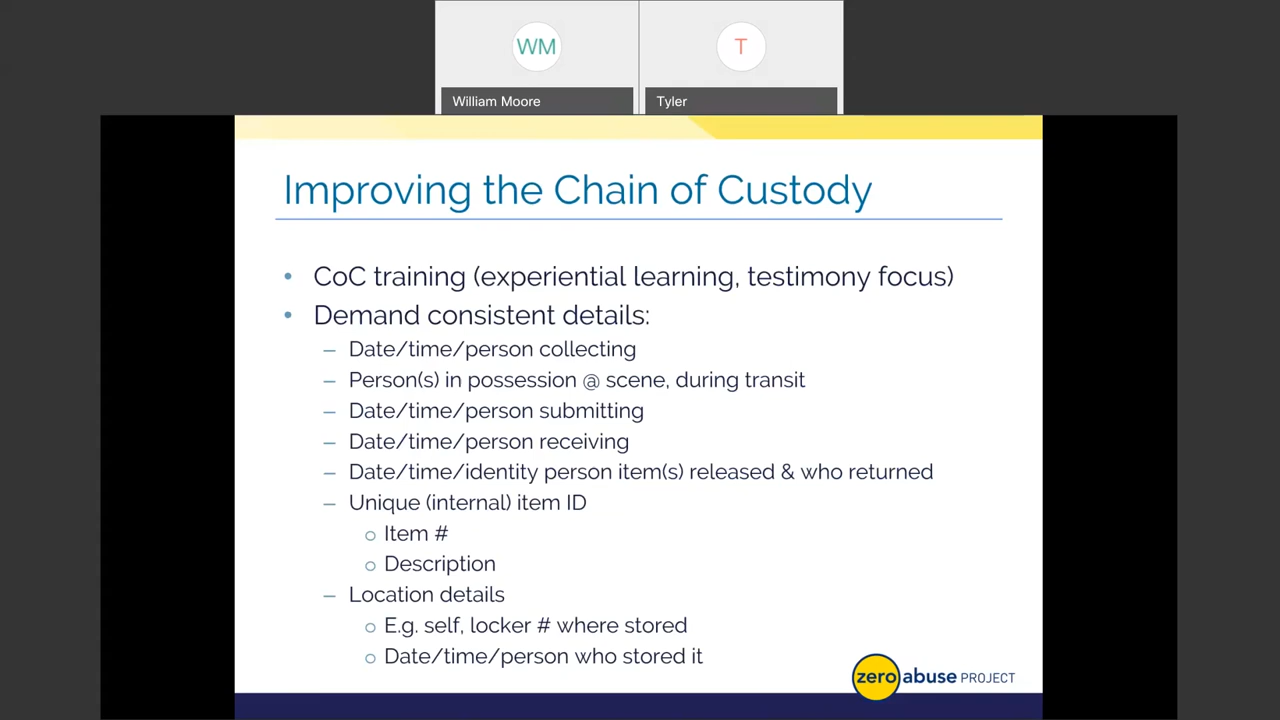 WM
T
William Moore
Tyler
Improving the Chain of Custody
• CoC training (experiential learning, testimony focus)
• Demand consistent details:
– Date/time/person collecting
– Person(s) in possession @ scene, during transit
– Date/time/person submitting
– Date/time/person receiving
– Date/time/identity person item(s) released & who returned
– Unique (internal) item ID
o Item #
o Description
– Location details
o E.g. self, locker # where stored
o Date/time/person who stored it
zero abuse PROJECT